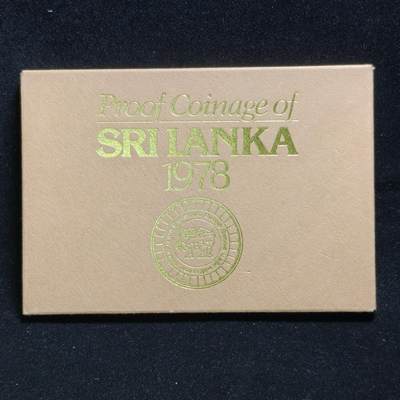 Proof Coinage of
SRI LANKA
1978